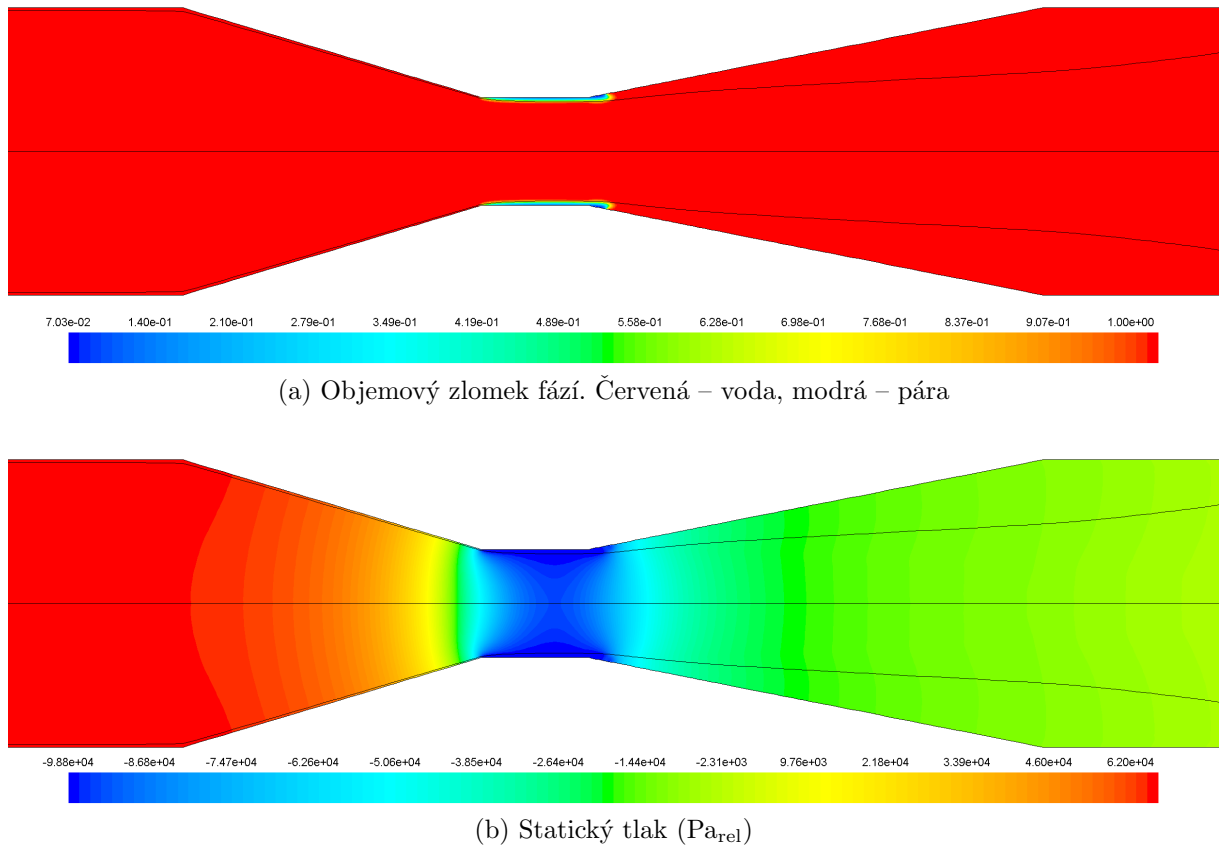 7.03e-02 1.40e-01 2.10e-01 2.79e-01 3.49e-01 4.19e-01 4.89e-01 5.58e-01 6.28e-01 6.98e-01 7.68e-01 8.37e-01 9.07e-01 1.00e+00
(a) Objemový zlomek fází. Červená – voda, modrá – pára
-9.88e+04 -8.68e+04 -7.47e+04 -6.26e+04 -5.06e+04 -3.85e+04 -2.64e+04 -1.44e+04 -2.31e+03 9.76e+03 2.18e+04 3.39e+04 4.60e+04 6.20e+04
(b) Statický tlak (Pa_rel)